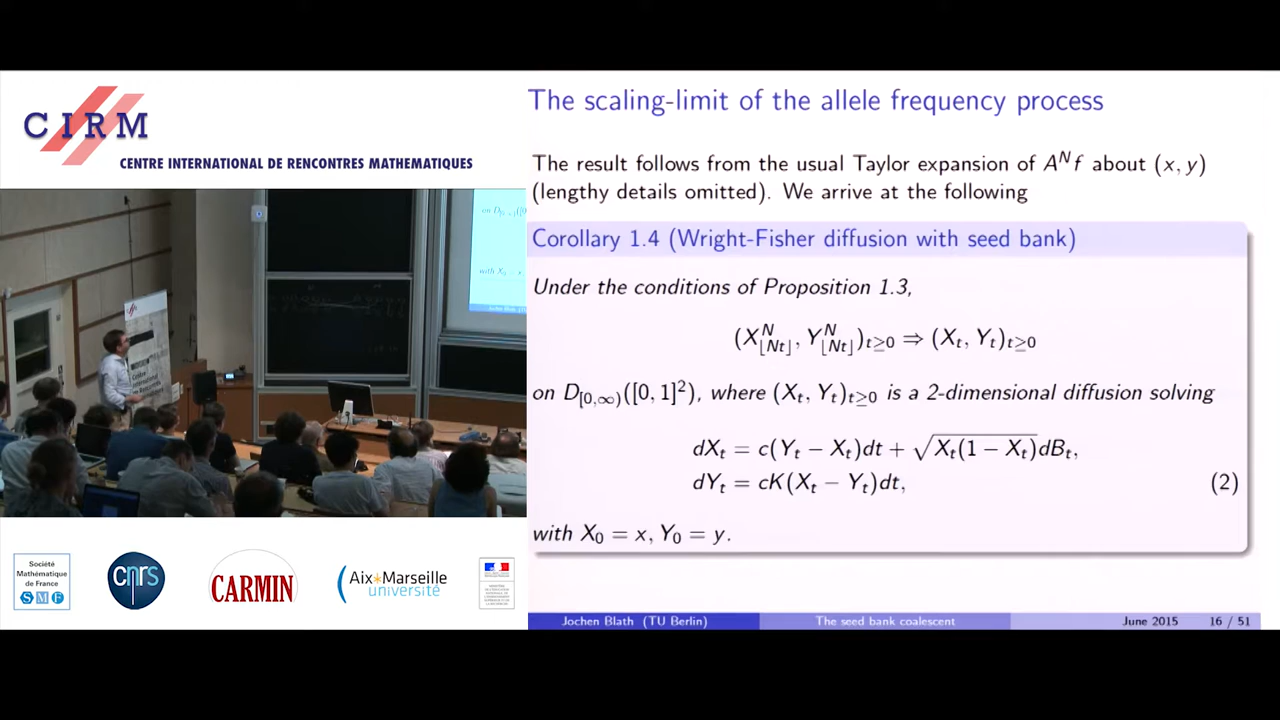 CIRM
CENTRE INTERNATIONAL DE RENCONTRES MATHEMATIQUES
The scaling-limit of the allele frequency process
The result follows from the usual Taylor expansion of A^N f about (x, y)
(lengthy details omitted). We arrive at the following
Corollary 1.4 (Wright-Fisher diffusion with seed bank)
Under the conditions of Proposition 1.3,
(X^N_{⌊Nt⌋}, Y^N_{⌊Nt⌋})_{t≥0} ⇒ (X_t, Y_t)_{t≥0}
on D_{[0,∞)}([0, 1]^2), where (X_t, Y_t)_{t≥0} is a 2-dimensional diffusion solving
dX_t = c(Y_t − X_t)dt + √X_t(1 − X_t)dB_t,
dY_t = cK(X_t − Y_t)dt, (2)
with X_0 = x, Y_0 = y.
Jochen Blath (TU Berlin) The seed bank coalescent June 2015 16 / 51
Société
Mathématique
de France
SMF
cnrs
CARMIN
Aix*Marseille
université